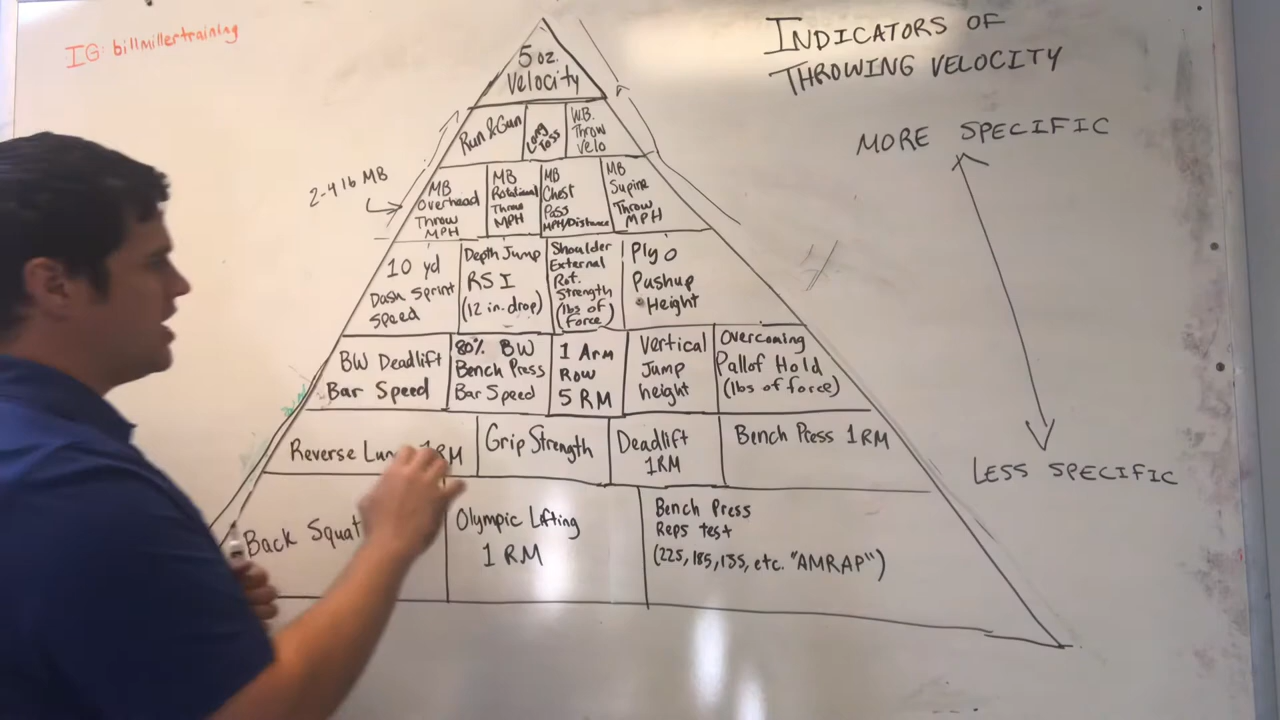 IG: billmillertraining
INDICATORS OF
THROWING VELOCITY
MORE SPECIFIC
LESS SPECIFIC
5 oz.
Velocity
Run & Gun
Long
Toss
W.B.
Throw
Velo
2-4 lb MB
MB
Overhead
Throw
MPH
MB
Rotational
Throw
MPH
MB
Chest
Pass
MPH/Distance
MB
Supine
Throw
MPH
10 yd
Dash Sprint
Speed
Depth Jump
RSI
(12 in. drop)
Shoulder
External
Rot.
Strength
(lbs of
force)
Plyo
Pushup
Height
BW Deadlift
Bar Speed
80% BW
Bench Press
Bar Speed
1 Arm
Row
5 RM
Vertical
Jump
height
Overcoming
Pallof Hold
(lbs of force)
Reverse
Grip Strength
Deadlift
1RM
Bench Press 1RM
Back Squat
Olympic Lifting
1 RM
Bench Press
Reps test
(225, 185, 135, etc. "AMRAP")